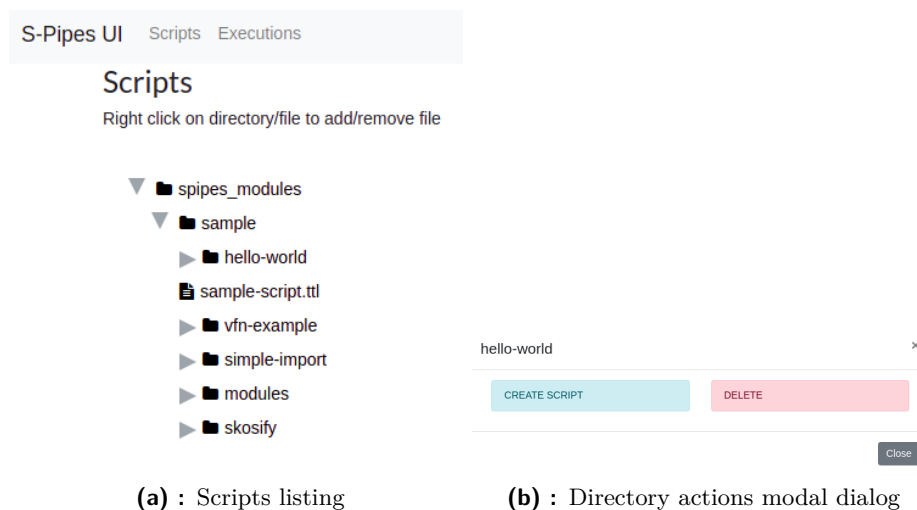 S-Pipes UI Scripts Executions
Scripts
Right click on directory/file to add/remove file
spipes_modules
sample
hello-world
sample-script.ttl
vfn-example
simple-import
modules
skosify
(a) : Scripts listing
hello-world ×
CREATE SCRIPT DELETE
Close
(b) : Directory actions modal dialog